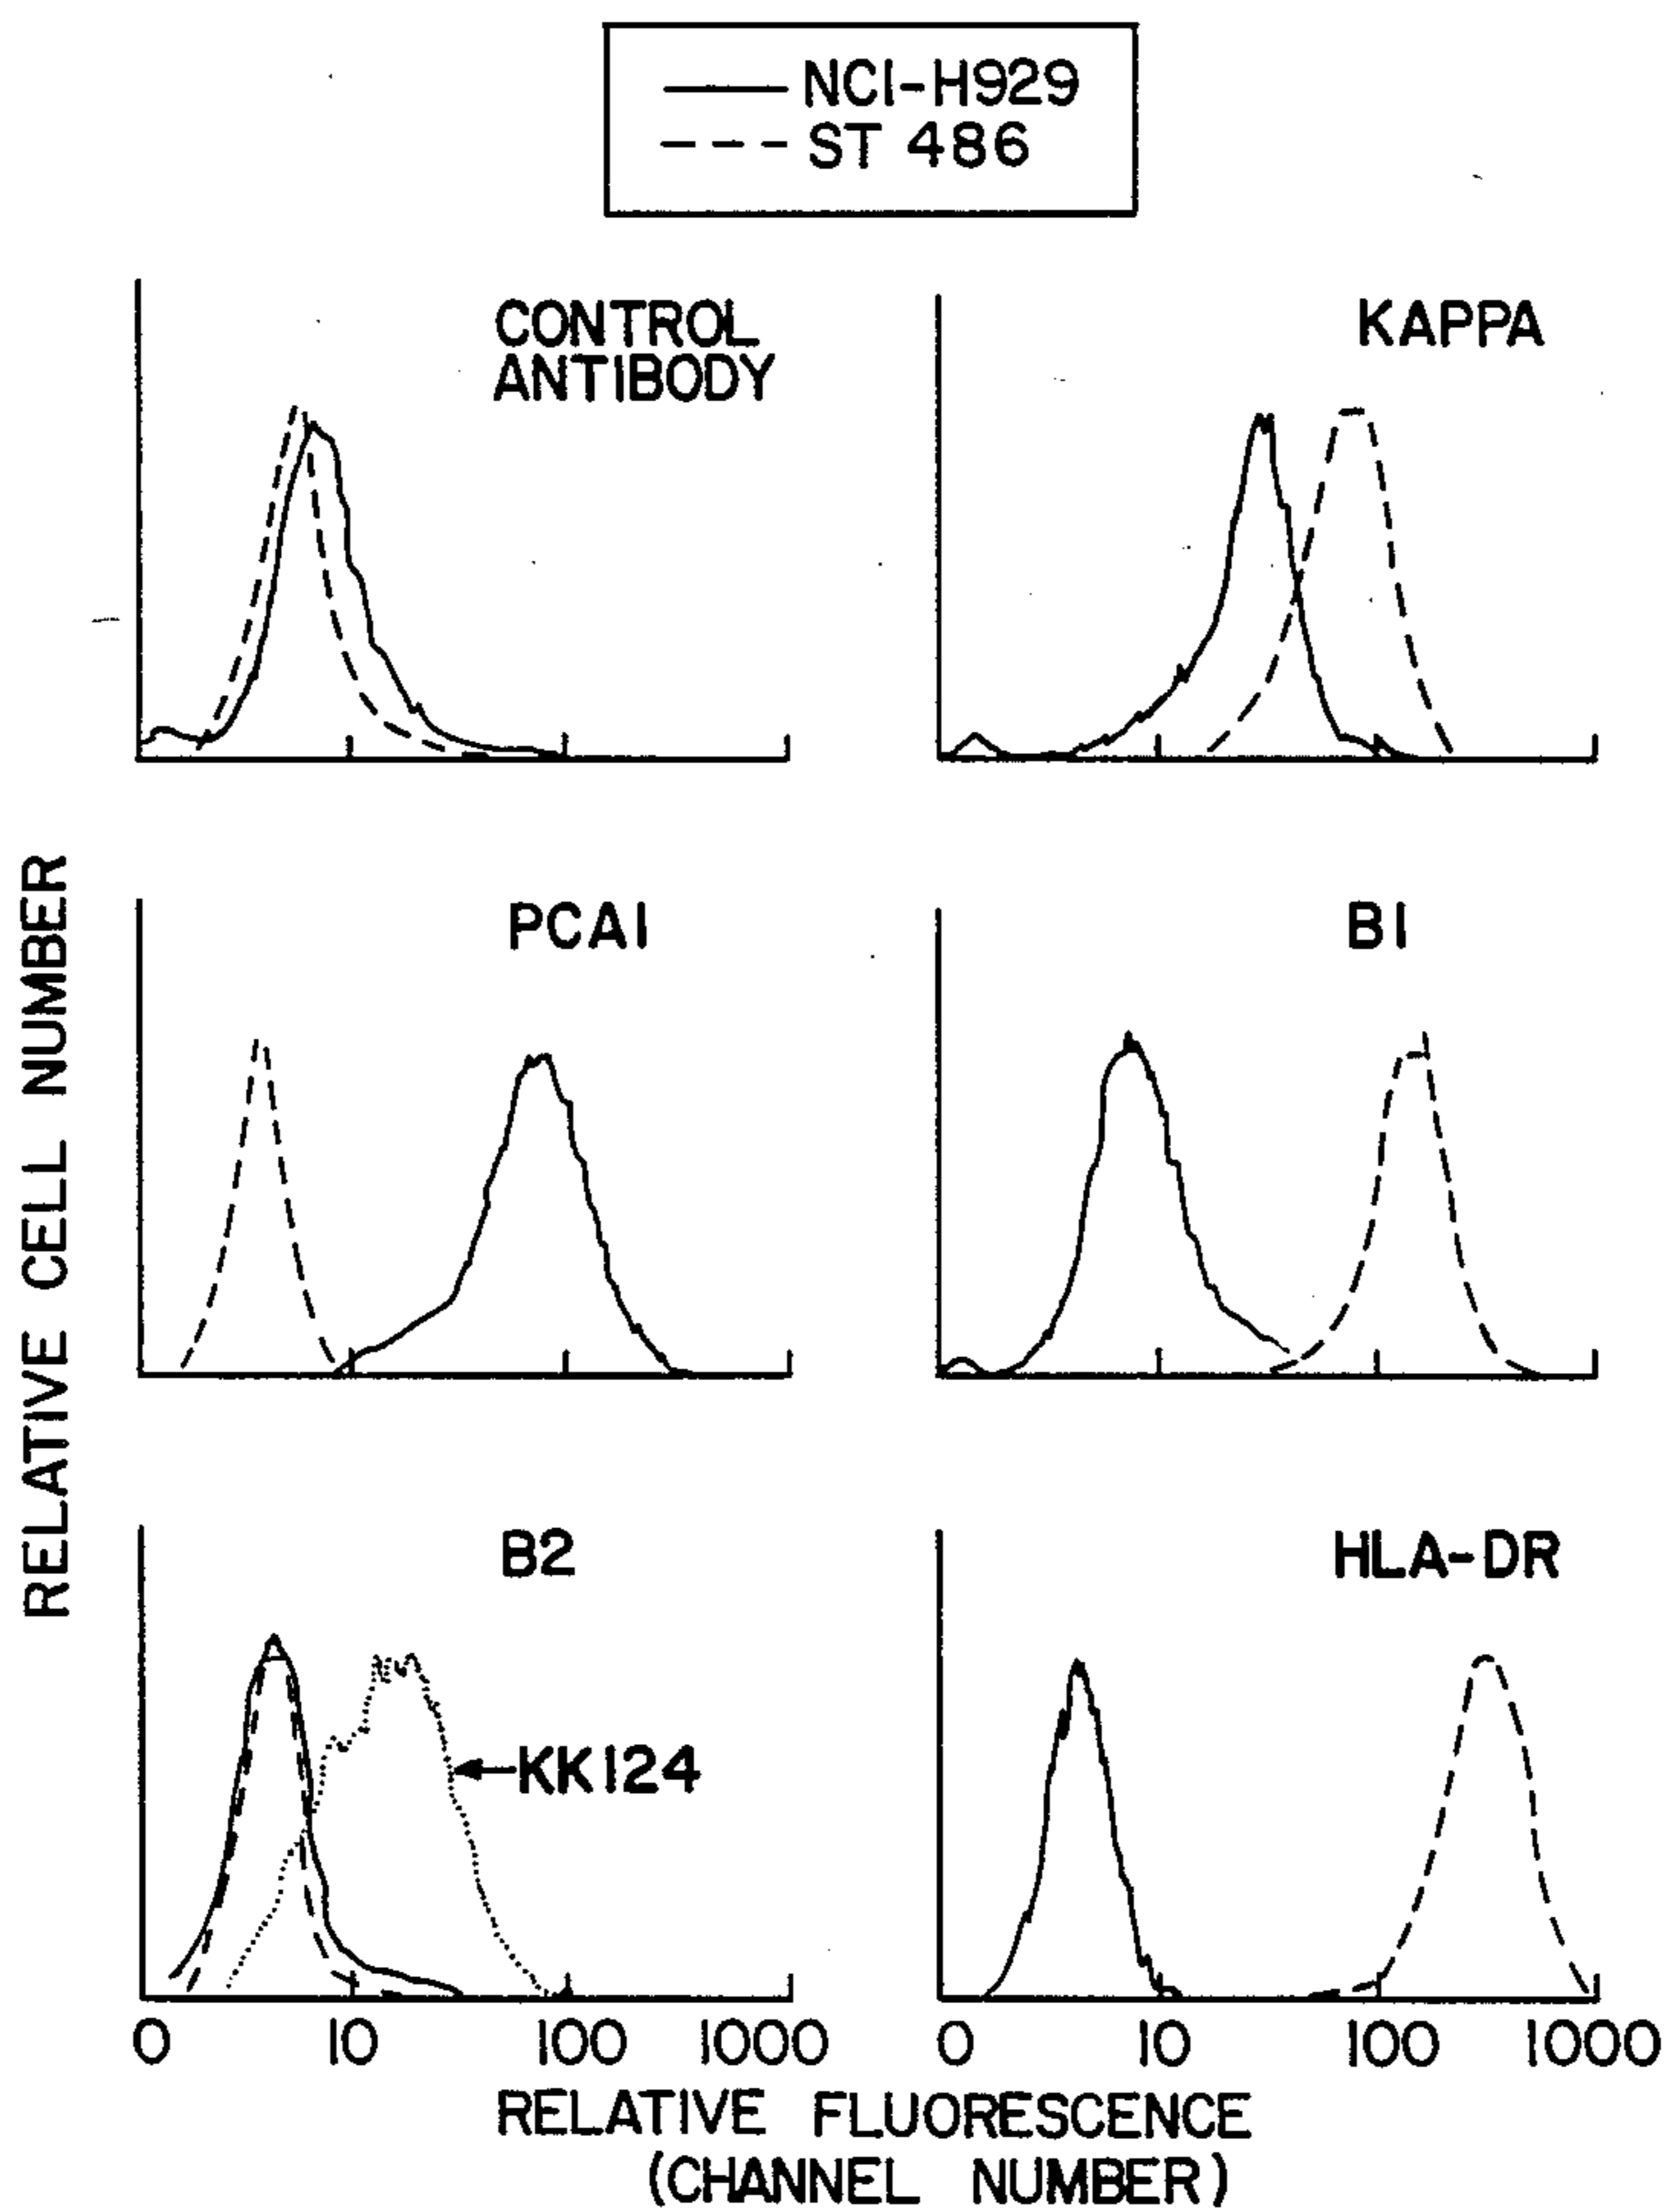 NCI-H929
ST 486
CONTROL
ANTIBODY
KAPPA
PCA1
B1
B2
HLA-DR
KK124
RELATIVE CELL NUMBER
0 10 100 1000
0 10 100 1000
RELATIVE FLUORESCENCE
(CHANNEL NUMBER)